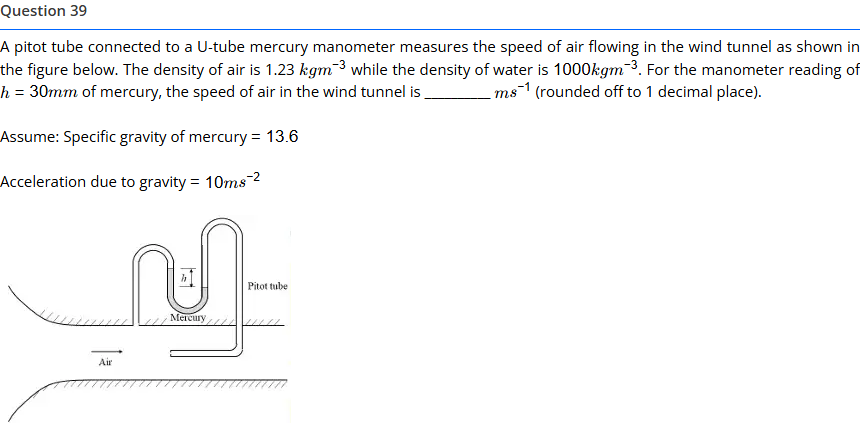 Question 39
A pitot tube connected to a U-tube mercury manometer measures the speed of air flowing in the wind tunnel as shown in
the figure below. The density of air is 1.23 kgm⁻³ while the density of water is 1000kgm⁻³. For the manometer reading of
h = 30mm of mercury, the speed of air in the wind tunnel is ________ ms⁻¹ (rounded off to 1 decimal place).
Assume: Specific gravity of mercury = 13.6
Acceleration due to gravity = 10ms⁻²
h
Pitot tube
Mercury
Air